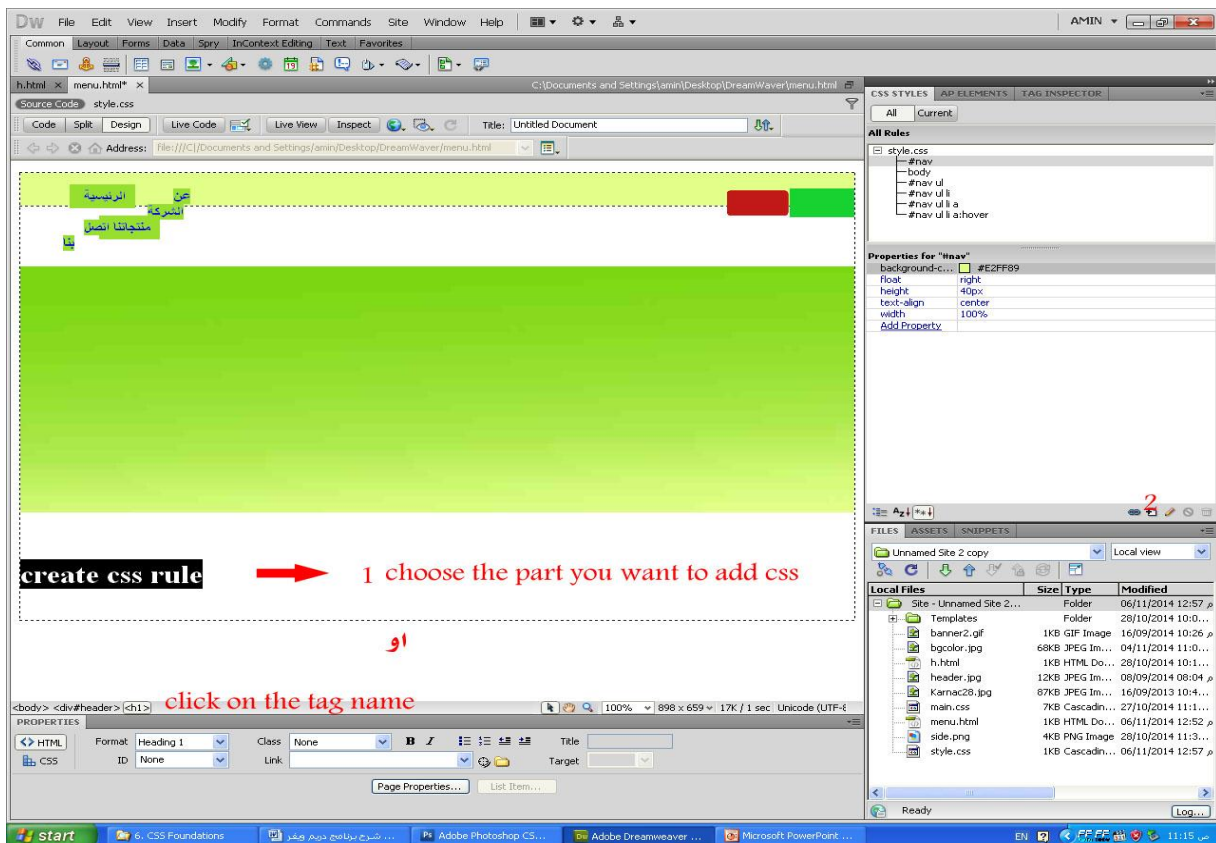 DW File Edit View Insert Modify Format Commands Site Window Help AMIN
Common Layout Forms Data Spry InContext Editing Text Favorites
h.html × menu.html* × C:\Documents and Settings\amin\Desktop\DreamWaver\menu.html
Source Code style.css
Code Split Design Live Code Live View Inspect Title: Untitled Document
Address: file:///C|/Documents and Settings/amin/Desktop/DreamWaver/menu.html
الرئيسية عن
الشركة
منتجاتنا اتصل
بنا
create css rule 1 choose the part you want to add css
او
click on the tag name
<body> <div#header> <h1> 100% 898 x 659 17K / 1 sec Unicode (UTF-8
PROPERTIES
<> HTML Format Heading 1 Class None B I Title
CSS ID None Link Target
Page Properties... List Item...
CSS STYLES AP ELEMENTS TAG INSPECTOR
All Current
All Rules
style.css
#nav
body
#nav ul
#nav ul li
#nav ul li a
#nav ul li a:hover
Properties for "#nav"
background-c... #E2FF89
float right
height 40px
text-align center
width 100%
Add Property
2
FILES ASSETS SNIPPETS
Unnamed Site 2 copy Local view
Local Files Size Type Modified
Site - Unnamed Site 2... Folder 06/11/2014 12:57 م
Templates Folder 28/10/2014 10:0...
banner2.gif 1KB GIF Image 16/09/2014 10:26 م
bgcolor.jpg 68KB JPEG Im... 04/11/2014 11:0...
h.html 1KB HTML Do... 28/10/2014 10:1...
header.jpg 12KB JPEG Im... 08/09/2014 08:04 م
Karnac28.jpg 87KB JPEG Im... 16/09/2013 10:4...
main.css 7KB Cascadin... 27/10/2014 11:1...
menu.html 1KB HTML Do... 06/11/2014 12:52 م
side.png 4KB PNG Image 28/10/2014 11:3...
style.css 1KB Cascadin... 06/11/2014 12:57 م
Ready Log...
start 6. CSS Foundations شرح برنامج دريم ويفر ... Adobe Photoshop CS... Adobe Dreamweaver ... Microsoft PowerPoint ... EN 11:15 ص